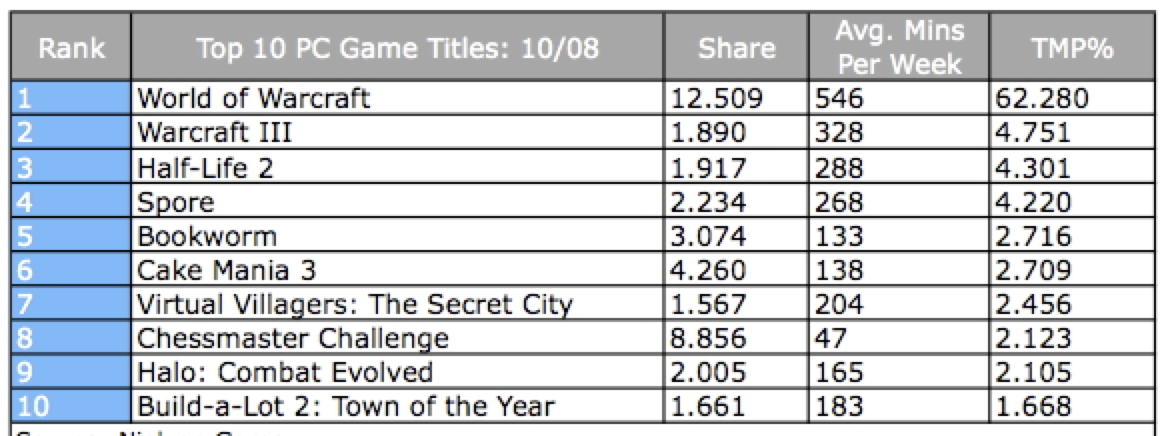 Rank Top 10 PC Game Titles: 10/08 Share Avg. Mins Per Week TMP%
1 World of Warcraft 12.509 546 62.280
2 Warcraft III 1.890 328 4.751
3 Half-Life 2 1.917 288 4.301
4 Spore 2.234 268 4.220
5 Bookworm 3.074 133 2.716
6 Cake Mania 3 4.260 138 2.709
7 Virtual Villagers: The Secret City 1.567 204 2.456
8 Chessmaster Challenge 8.856 47 2.123
9 Halo: Combat Evolved 2.005 165 2.105
10 Build-a-Lot 2: Town of the Year 1.661 183 1.668